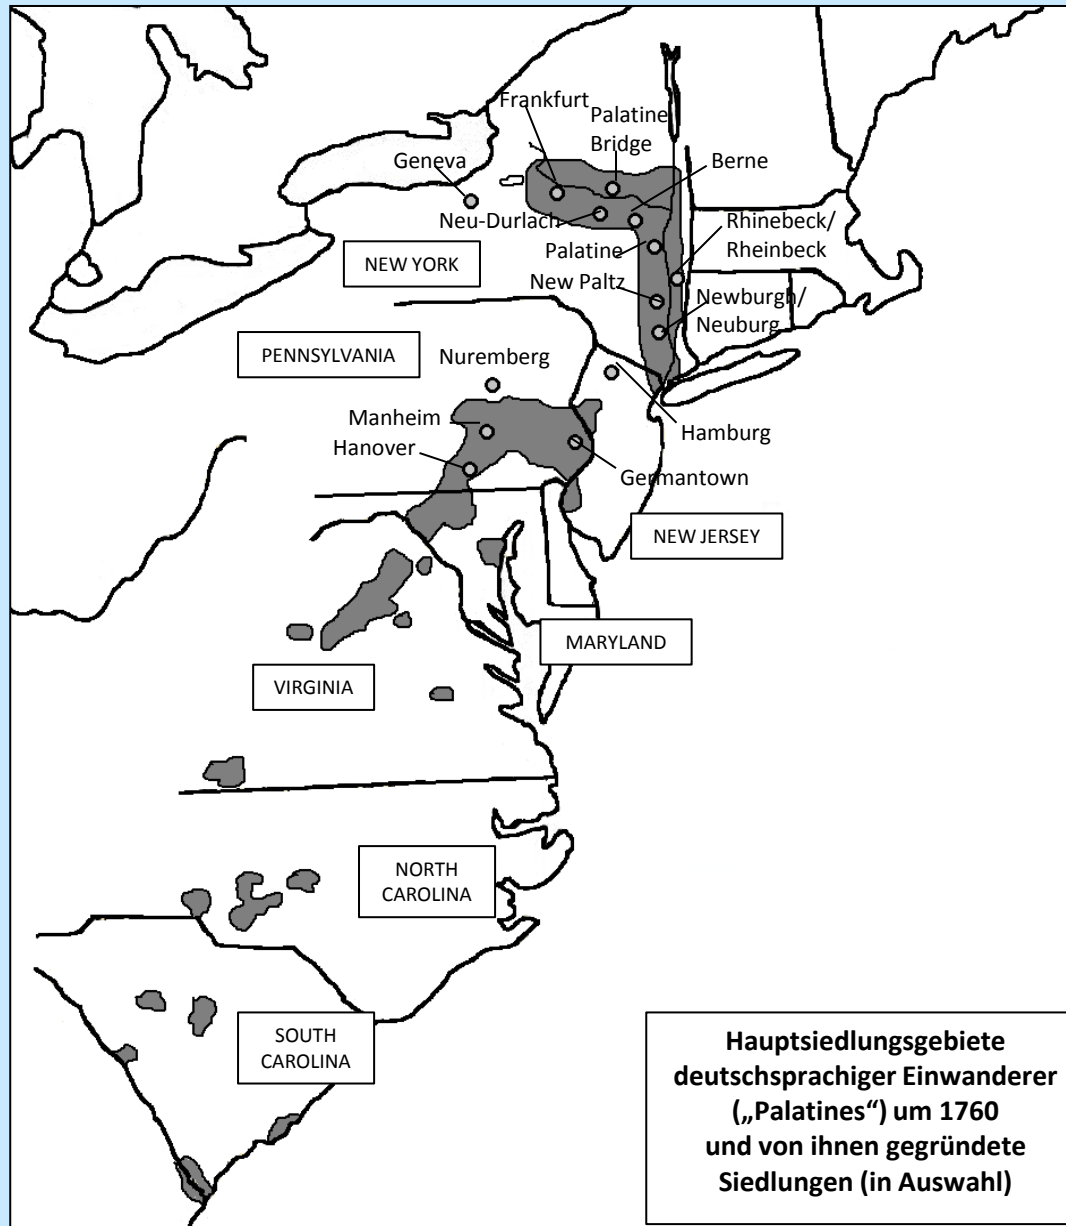 Frankfurt
Palatine
Bridge
Geneva
Berne
Neu-Durlach
Rhinebeck/
Rheinbeck
Palatine
NEW YORK
New Paltz
Newburgh/
Neuburg
PENNSYLVANIA
Nuremberg
Manheim
Hamburg
Hanover
Germantown
NEW JERSEY
MARYLAND
VIRGINIA
NORTH
CAROLINA
SOUTH
CAROLINA
Hauptsiedlungsgebiete
deutschsprachiger Einwanderer
(„Palatines“) um 1760
und von ihnen gegründete
Siedlungen (in Auswahl)